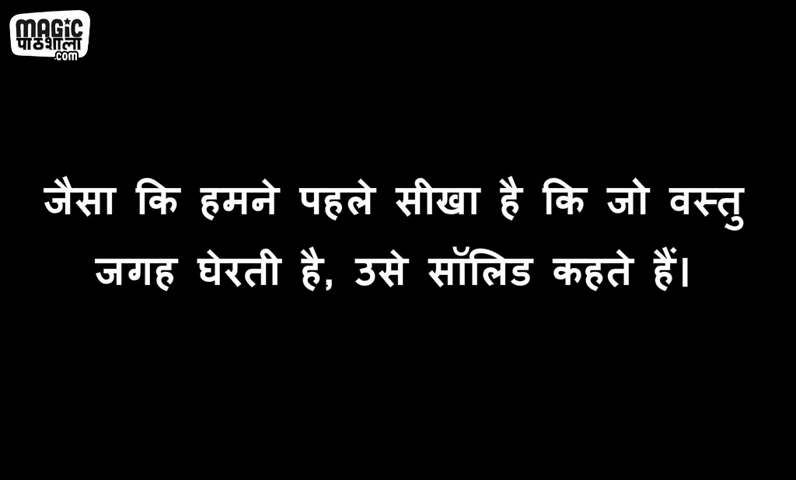 MAGiC
पाठशाला
.com
जैसा कि हमने पहले सीखा है कि जो वस्तु
जगह घेरती है, उसे सॉलिड कहते हैं।